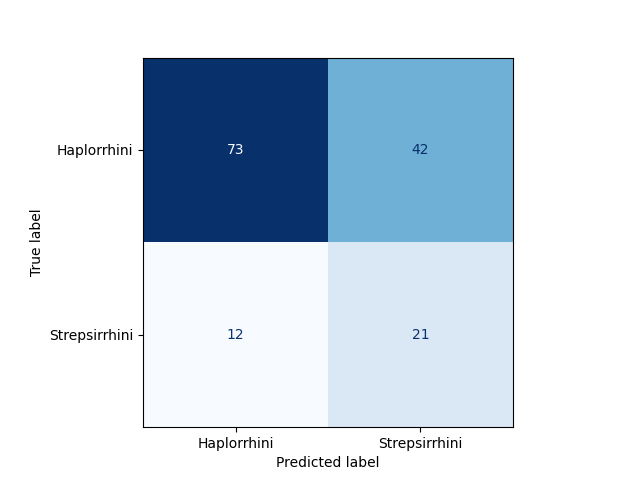 True label
Haplorrhini
73
42
Strepsirrhini
12
21
Haplorrhini
Strepsirrhini
Predicted label